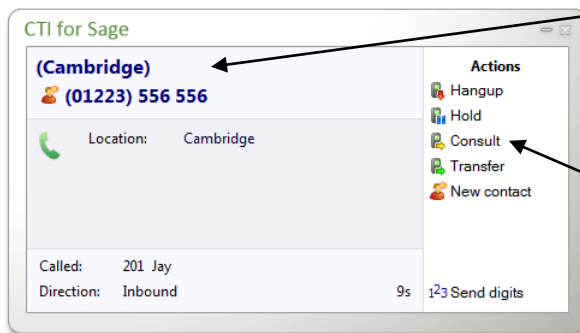 CTI for Sage
(Cambridge)
(01223) 556 556
Location: Cambridge
Called: 201 Jay
Direction: Inbound 9s
Actions
Hangup
Hold
Consult
Transfer
New contact
123 Send digits